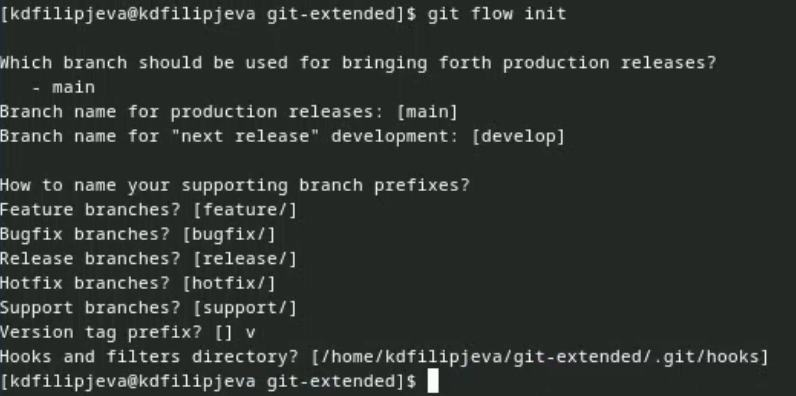 [kdfilipjeva@kdfilipjeva git-extended]$ git flow init
Which branch should be used for bringing forth production releases?
- main
Branch name for production releases: [main]
Branch name for "next release" development: [develop]
How to name your supporting branch prefixes?
Feature branches? [feature/]
Bugfix branches? [bugfix/]
Release branches? [release/]
Hotfix branches? [hotfix/]
Support branches? [support/]
Version tag prefix? [] v
Hooks and filters directory? [/home/kdfilipjeva/git-extended/.git/hooks]
[kdfilipjeva@kdfilipjeva git-extended]$